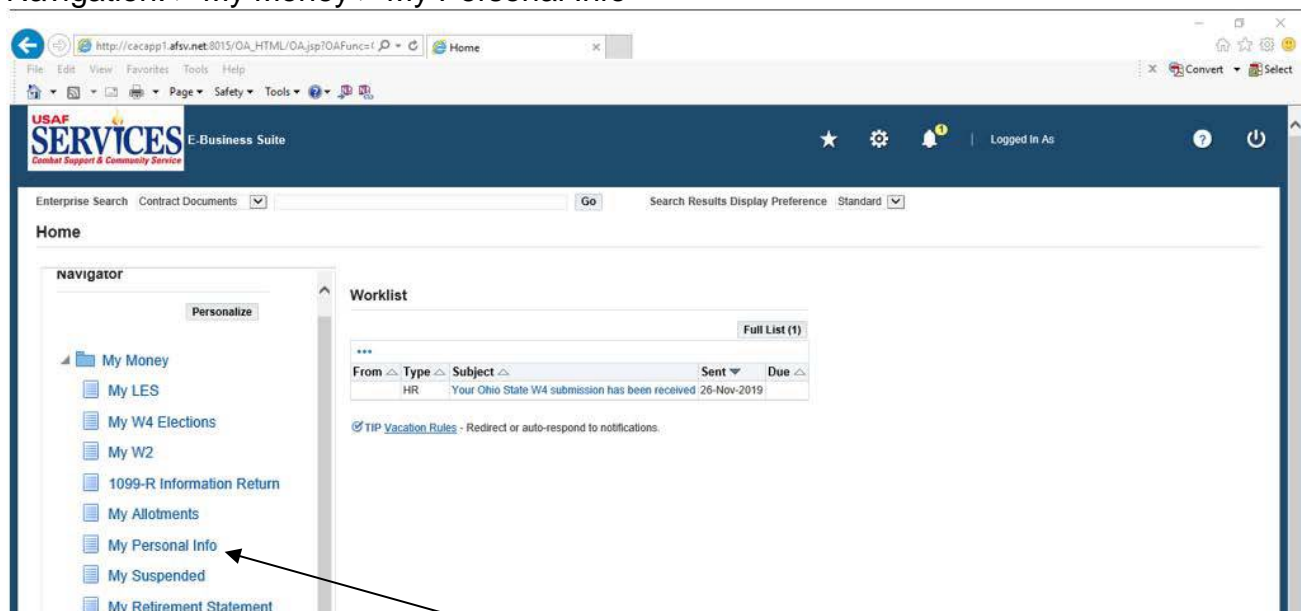 Navigation: > My Money > My Personal Info
http://cacapp1.afsv.net:8015/OA_HTML/OA.jsp?OAFunc=
Home
File Edit View Favorites Tools Help
Convert Select
Page Safety Tools
USAF
SERVICES E-Business Suite
Combat Support & Community Service
1
Logged In As
Enterprise Search Contract Documents Go Search Results Display Preference Standard
Home
Navigator
Personalize
My Money
My LES
My W4 Elections
My W2
1099-R Information Return
My Allotments
My Personal Info
My Suspended
My Retirement Statement
Worklist
Full List (1)
...
From Type Subject Sent Due
HR Your Ohio State W4 submission has been received 26-Nov-2019
TIP Vacation Rules - Redirect or auto-respond to notifications.